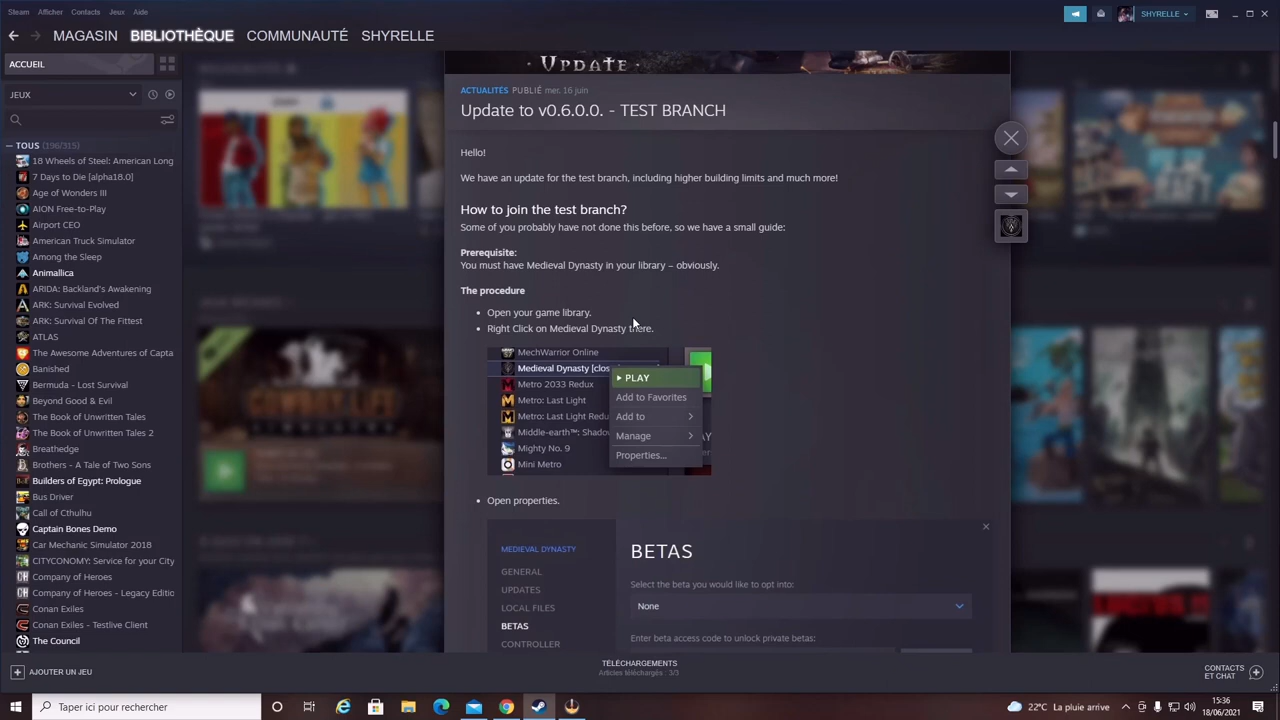 Steam Afficher Contacts Jeux Aide
SHYRELLE
MAGASIN BIBLIOTHÈQUE COMMUNAUTÉ SHYRELLE
ACCUEIL
JEUX
TOUS (196/315)
18 Wheels of Steel: American Long
7 Days to Die [alpha18.0]
Age of Wonders III
AION Free-to-Play
Airport CEO
American Truck Simulator
Among the Sleep
Animallica
ARIDA: Backland's Awakening
ARK: Survival Evolved
ARK: Survival Of The Fittest
ATLAS
The Awesome Adventures of Capta
Banished
Bermuda - Lost Survival
Beyond Good & Evil
The Book of Unwritten Tales
The Book of Unwritten Tales 2
Breathedge
Brothers - A Tale of Two Sons
Builders of Egypt: Prologue
Bus Driver
Call of Cthulhu
Captain Bones Demo
Car Mechanic Simulator 2018
CITYCONOMY: Service for your City
Company of Heroes
Company of Heroes - Legacy Editio
Conan Exiles
Conan Exiles - Testlive Client
The Council
UPDATE
ACTUALITÉS PUBLIÉ mer. 16 juin
Update to v0.6.0.0. - TEST BRANCH
Hello!
We have an update for the test branch, including higher building limits and much more!
How to join the test branch?
Some of you probably have not done this before, so we have a small guide:
Prerequisite:
You must have Medieval Dynasty in your library – obviously.
The procedure
• Open your game library.
• Right Click on Medieval Dynasty there.
MechWarrior Online
Medieval Dynasty [clos
Metro 2033 Redux
Metro: Last Light
Metro: Last Light Redu
Middle-earth™: Shado
Mighty No. 9
Mini Metro
PLAY
Add to Favorites
Add to
Manage
Properties...
• Open properties.
MEDIEVAL DYNASTY
GENERAL
UPDATES
LOCAL FILES
BETAS
CONTROLLER
BETAS
Select the beta you would like to opt into:
None
Enter beta access code to unlock private betas:
AJOUTER UN JEU
TÉLÉCHARGEMENTS
Articles téléchargés : 3/3
CONTACTS
ET CHAT
Taper ici pour rechercher
22°C La pluie arrive
15:36
18/06/2021